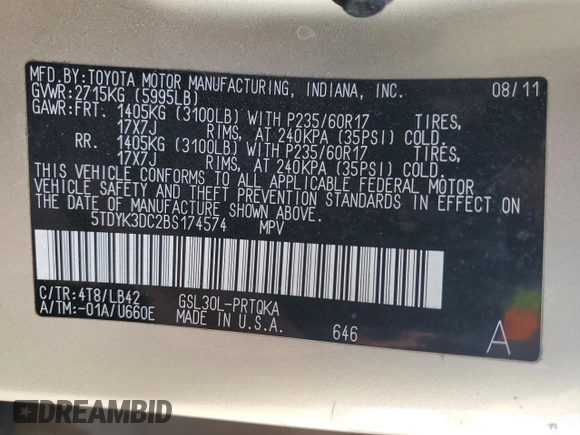 MFD.BY:TOYOTA MOTOR MANUFACTURING, INDIANA, INC. 08/11
GVWR:2715KG (5995LB)
GAWR:FRT. 1405KG (3100LB) WITH P235/60R17 TIRES,
17X7J RIMS, AT 240KPA (35PSI) COLD.
RR. 1405KG (3100LB) WITH P235/60R17 TIRES,
17X7J RIMS, AT 240KPA (35PSI) COLD.
THIS VEHICLE CONFORMS TO ALL APPLICABLE FEDERAL MOTOR
VEHICLE SAFETY AND THEFT PREVENTION STANDARDS IN EFFECT ON
THE DATE OF MANUFACTURE SHOWN ABOVE.
5TDYK3DC2BS174574 MPV
C/TR:4T8/LB42 GSL30L-PRTQKA
A/TM:-01A/U660E MADE IN U.S.A. 646 A
DREAMBID